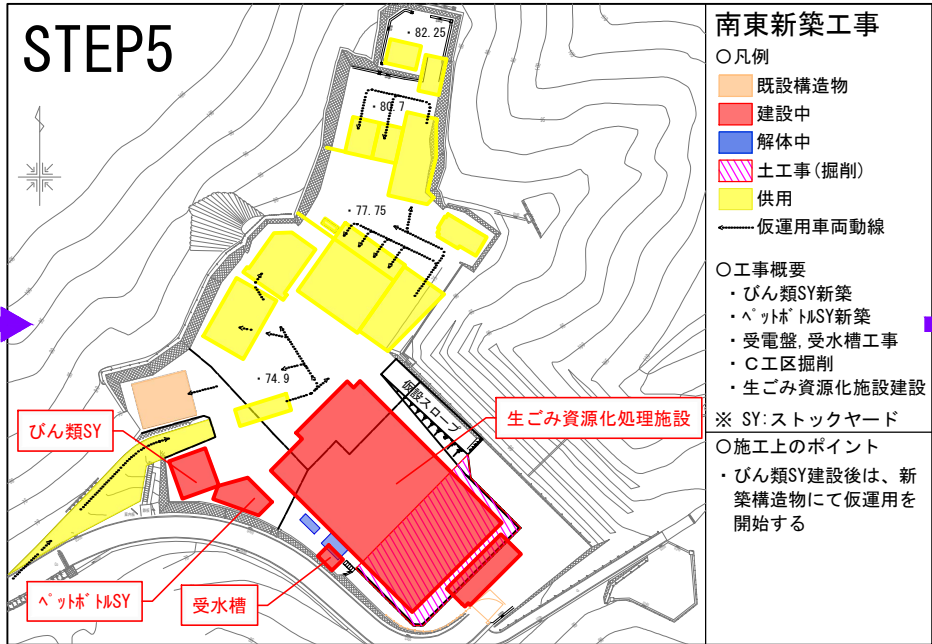 STEP5
・82.25
・80.7
・77.75
・74.9
仮設スロープ
びん類SY
ペットボトルSY
受水槽
生ごみ資源化処理施設
南東新築工事
○凡例
既設構造物
建設中
解体中
土工事(掘削)
供用
仮運用車両動線
○工事概要
・びん類SY新築
・ペットボトルSY新築
・受電盤,受水槽工事
・C工区掘削
・生ごみ資源化施設建設
※ SY:ストックヤード
○施工上のポイント
・びん類SY建設後は、新
築構造物にて仮運用を
開始する